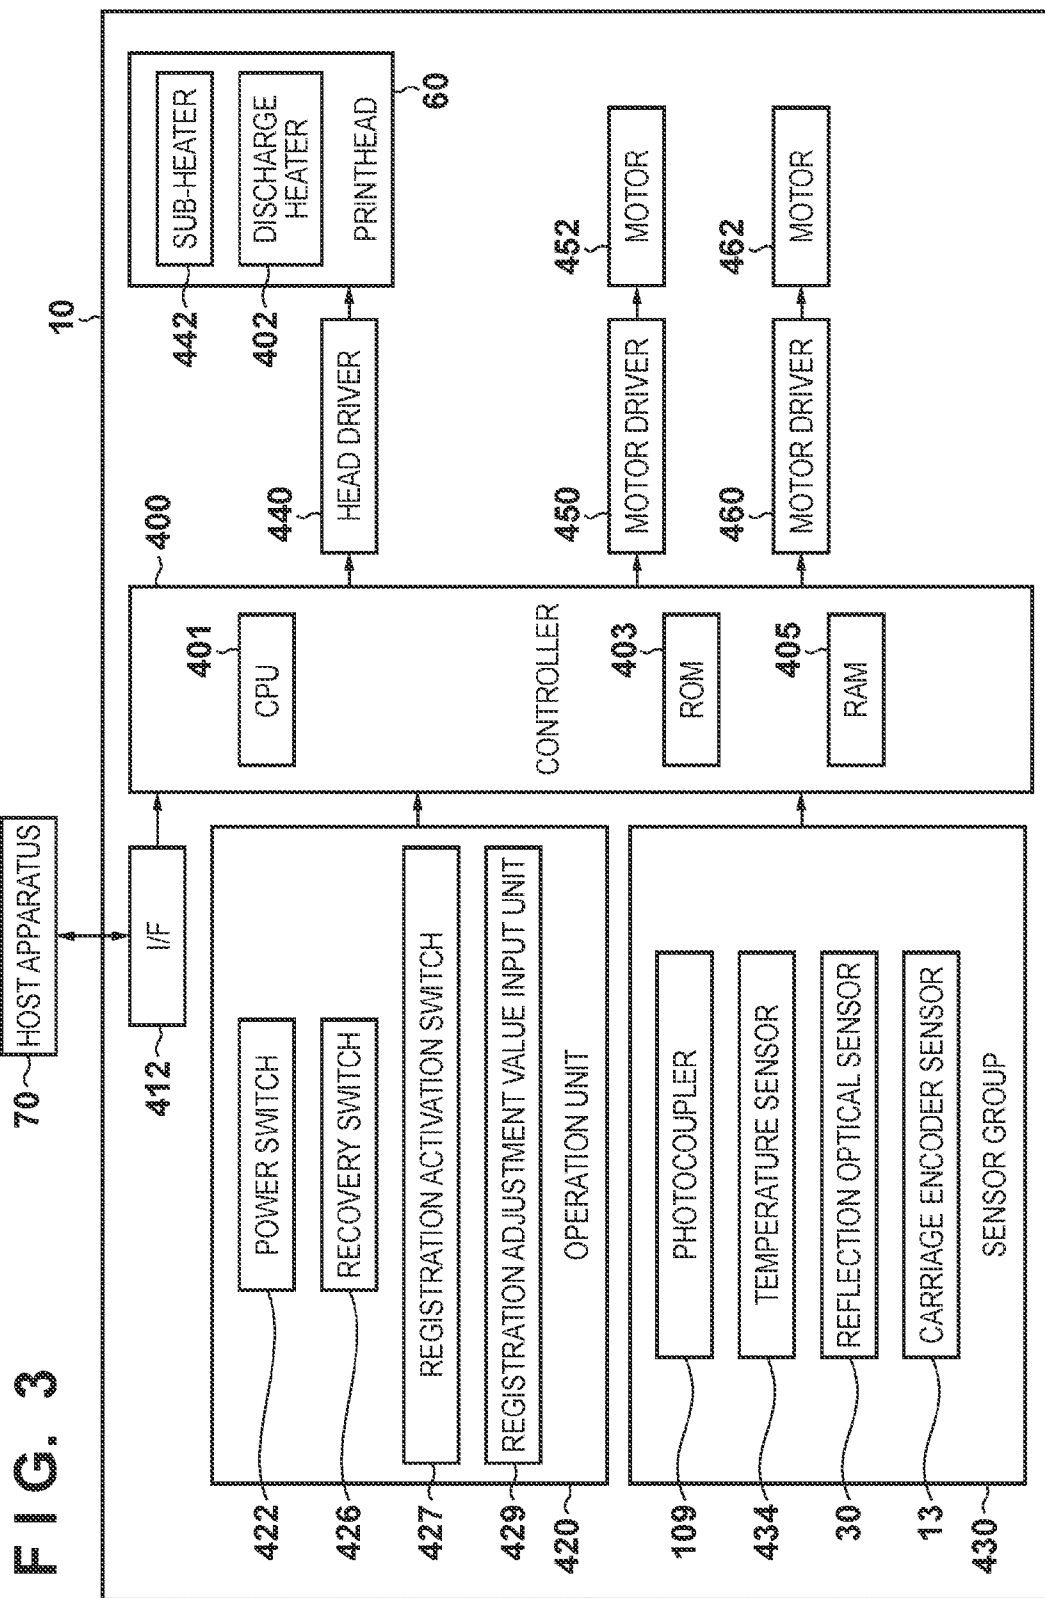 FIG. 3
70
HOST APPARATUS
10
412
I/F
400
CONTROLLER
401
CPU
403
ROM
405
RAM
422
POWER SWITCH
426
RECOVERY SWITCH
427
REGISTRATION ACTIVATION SWITCH
429
REGISTRATION ADJUSTMENT VALUE INPUT UNIT
420
OPERATION UNIT
109
PHOTOCOUPLER
434
TEMPERATURE SENSOR
30
REFLECTION OPTICAL SENSOR
13
CARRIAGE ENCODER SENSOR
430
SENSOR GROUP
440
HEAD DRIVER
442
SUB-HEATER
402
DISCHARGE
HEATER
PRINTHEAD
60
450
MOTOR DRIVER
452
MOTOR
460
MOTOR DRIVER
462
MOTOR